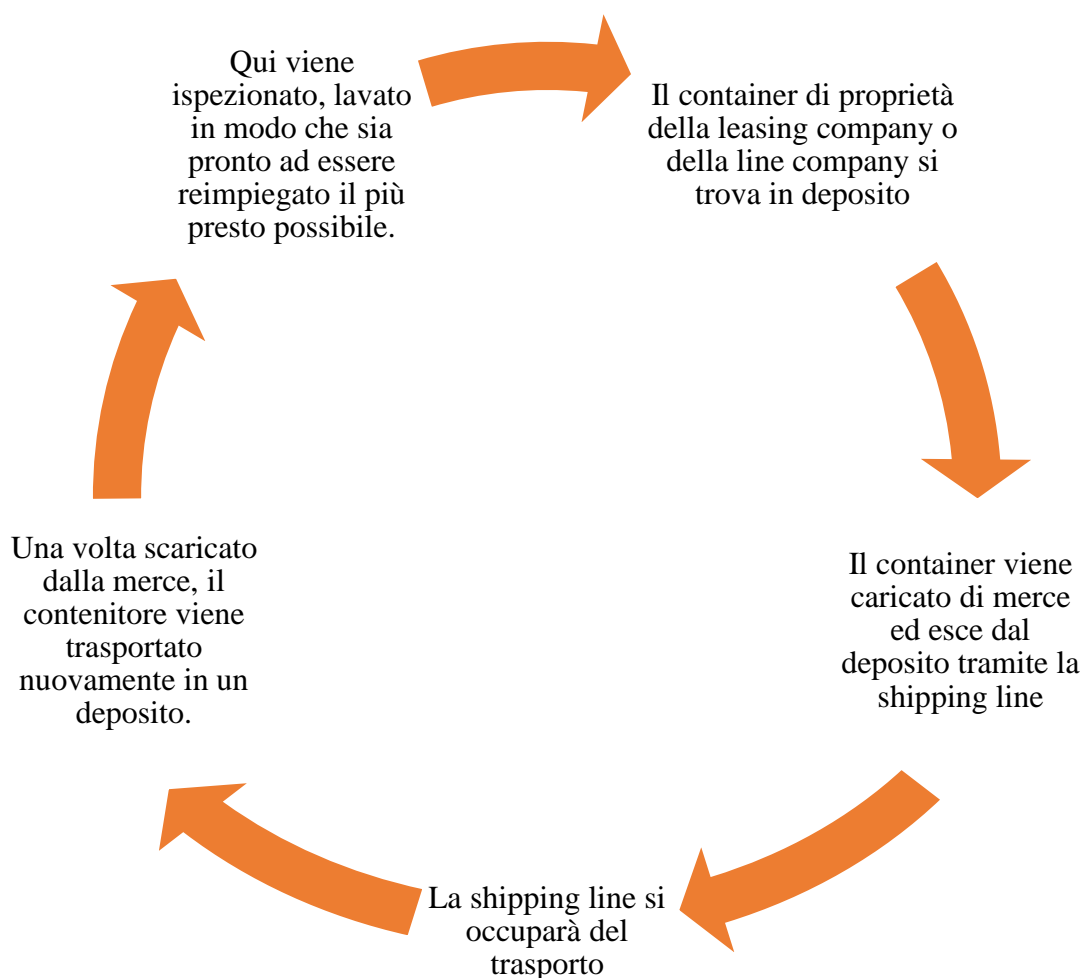 Qui viene
ispezionato, lavato
in modo che sia
pronto ad essere
reimpiegato il più
presto possibile.
Il container di proprietà
della leasing company o
della line company si
trova in deposito
Il container viene
caricato di merce
ed esce dal
deposito tramite la
shipping line
La shipping line si
occuparà del
trasporto
Una volta scaricato
dalla merce, il
contenitore viene
trasportato
nuovamente in un
deposito.